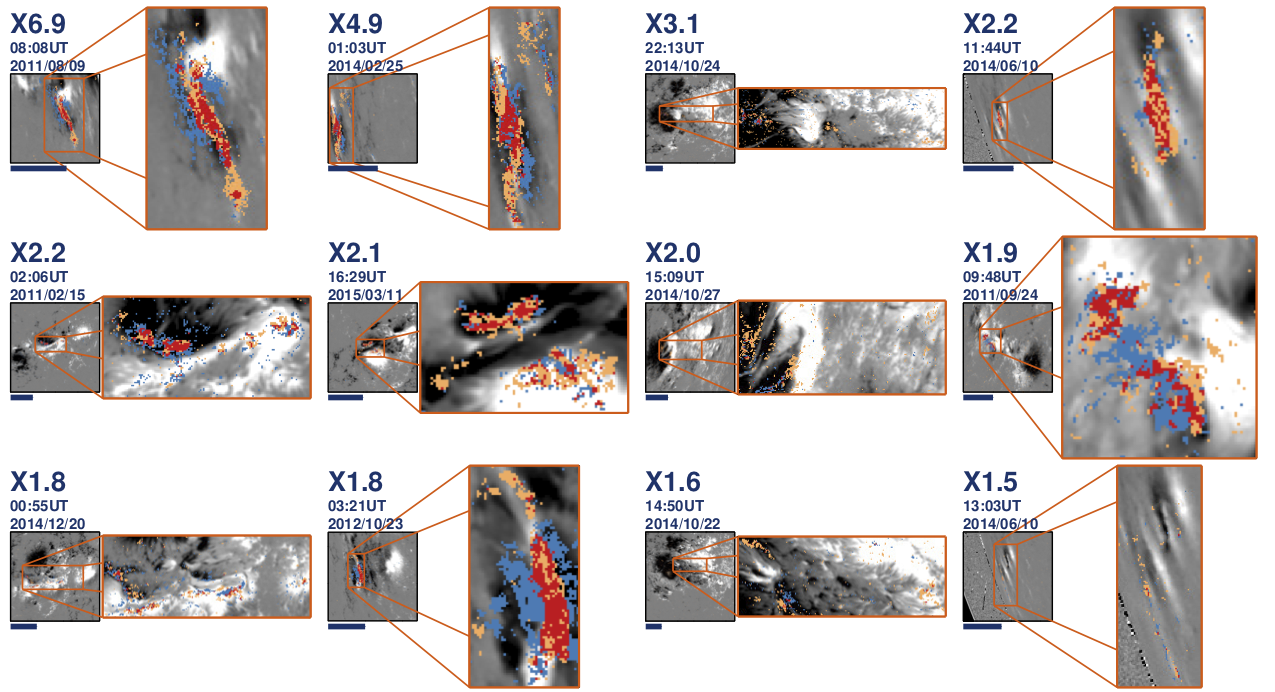 X6.9
08:08UT
2011/08/09
X4.9
01:03UT
2014/02/25
X3.1
22:13UT
2014/10/24
X2.2
11:44UT
2014/06/10
X2.2
02:06UT
2011/02/15
X2.1
16:29UT
2015/03/11
X2.0
15:09UT
2014/10/27
X1.9
09:48UT
2011/09/24
X1.8
00:55UT
2014/12/20
X1.8
03:21UT
2012/10/23
X1.6
14:50UT
2014/10/22
X1.5
13:03UT
2014/06/10